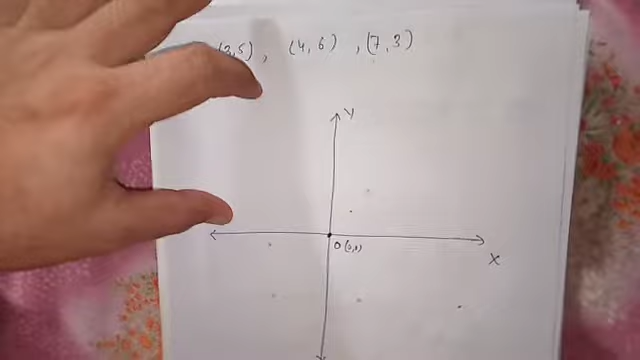 3,5), (4,6), (7,3)
Y
O(0,0)
X